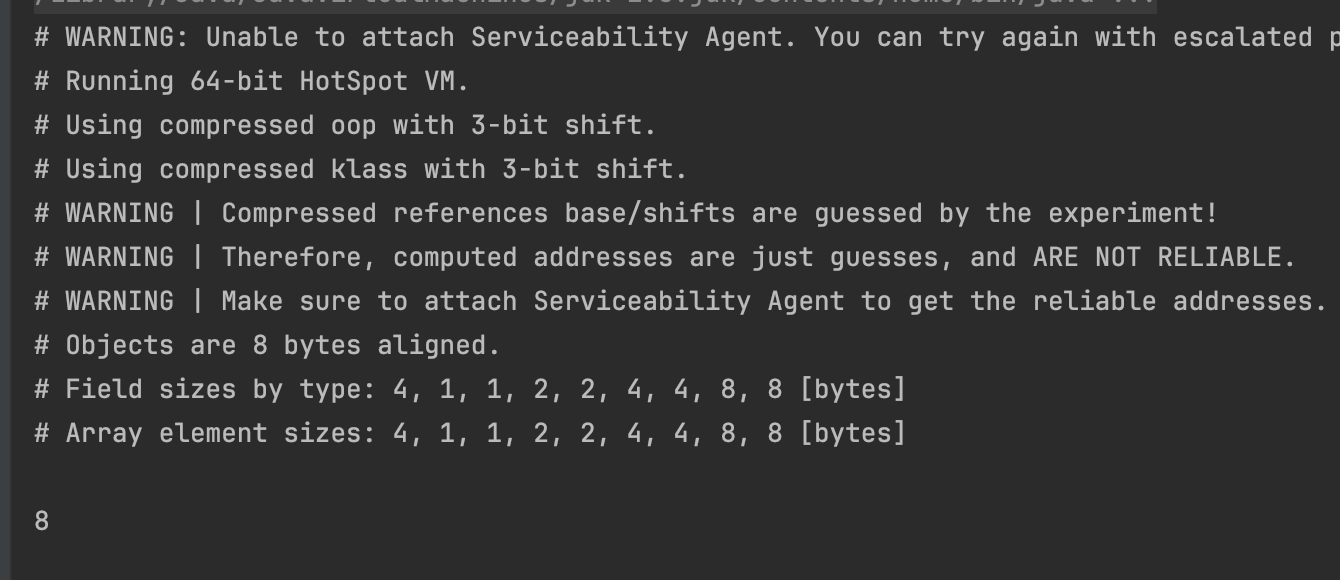 # WARNING: Unable to attach Serviceability Agent. You can try again with escalated
# Running 64-bit HotSpot VM.
# Using compressed oop with 3-bit shift.
# Using compressed klass with 3-bit shift.
# WARNING | Compressed references base/shifts are guessed by the experiment!
# WARNING | Therefore, computed addresses are just guesses, and ARE NOT RELIABLE.
# WARNING | Make sure to attach Serviceability Agent to get the reliable addresses.
# Objects are 8 bytes aligned.
# Field sizes by type: 4, 1, 1, 2, 2, 4, 4, 8, 8 [bytes]
# Array element sizes: 4, 1, 1, 2, 2, 4, 4, 8, 8 [bytes]
8